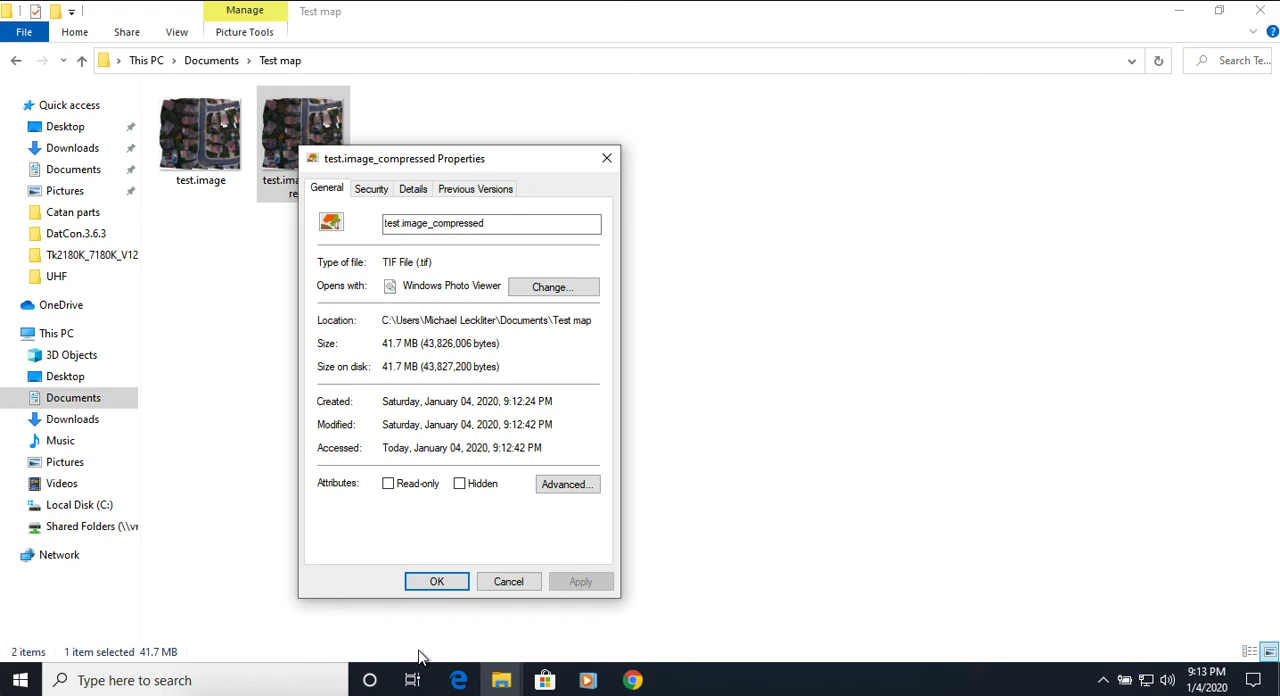 Manage
Test map
File
Home
Share
View
Picture Tools
This PC
Documents
Test map
Search Te...
Quick access
Desktop
Downloads
Documents
Pictures
Catan parts
DatCon.3.6.3
Tk2180K_7180K_V12
UHF
OneDrive
This PC
3D Objects
Desktop
Documents
Downloads
Music
Pictures
Videos
Local Disk (C:)
Shared Folders (\\vr
Network
test.image
test.ima
re
test.image_compressed Properties
General
Security
Details
Previous Versions
test.image_compressed
Type of file: TIF File (.tif)
Opens with: Windows Photo Viewer
Change...
Location: C:\Users\Michael Leckliter\Documents\Test map
Size: 41.7 MB (43,826,006 bytes)
Size on disk: 41.7 MB (43,827,200 bytes)
Created: Saturday, January 04, 2020, 9:12:24 PM
Modified: Saturday, January 04, 2020, 9:12:42 PM
Accessed: Today, January 04, 2020, 9:12:42 PM
Attributes: Read-only Hidden
Advanced...
OK
Cancel
Apply
2 items
1 item selected 41.7 MB
Type here to search
9:13 PM
1/4/2020